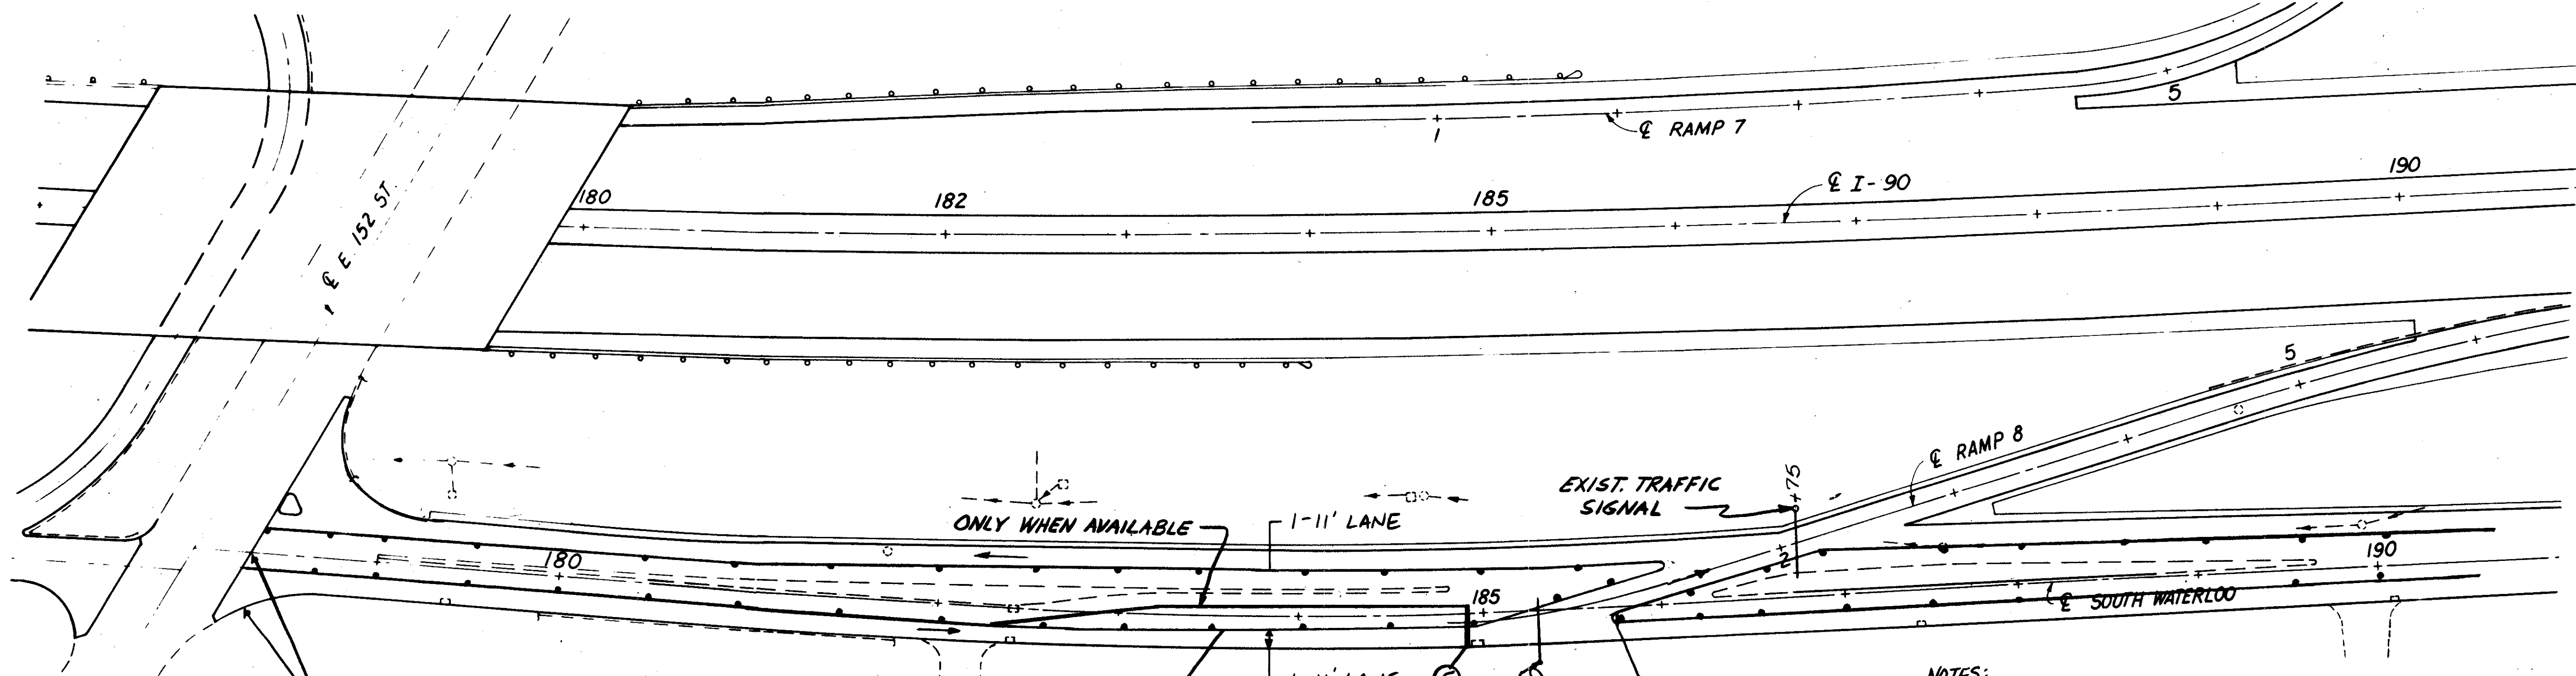 5
1
℄ RAMP 7
190
℄ I-90
180
182
185
℄ E 152 ST.
5
℄ RAMP 8
+75
EXIST. TRAFFIC
SIGNAL
ONLY WHEN AVAILABLE
1-11' LANE
180
2
190
185
℄ SOUTH WATERLOO
NOTES: